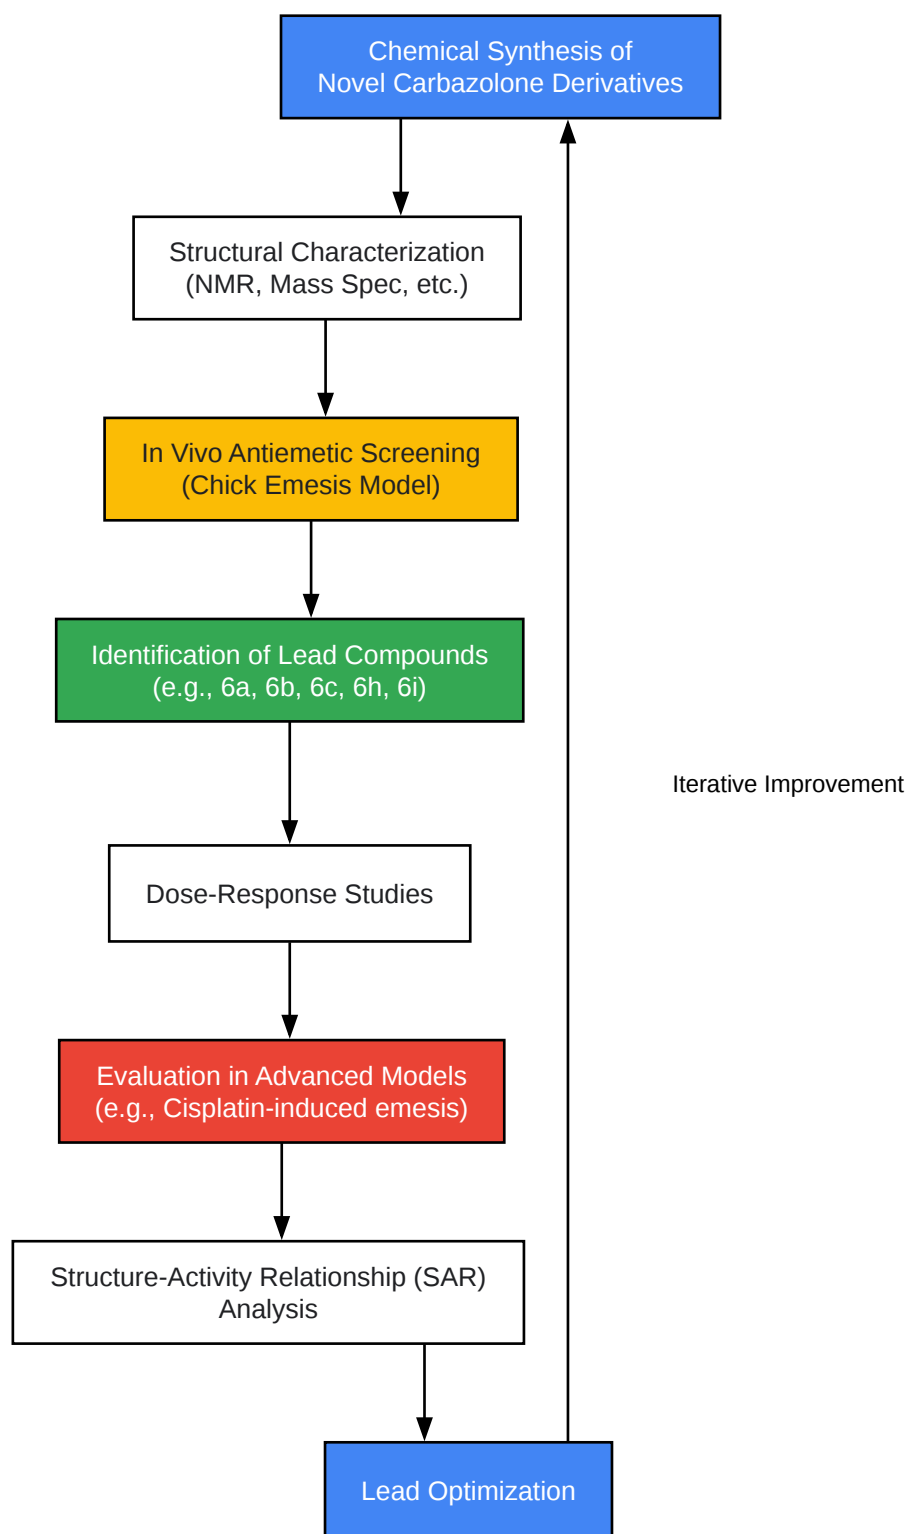 Chemical Synthesis of
Novel Carbazolone Derivatives
Structural Characterization
(NMR, Mass Spec, etc.)
In Vivo Antiemetic Screening
(Chick Emesis Model)
Identification of Lead Compounds
(e.g., 6a, 6b, 6c, 6h, 6i)
Iterative Improvement
Dose-Response Studies
Evaluation in Advanced Models
(e.g., Cisplatin-induced emesis)
Structure-Activity Relationship (SAR)
Analysis
Lead Optimization